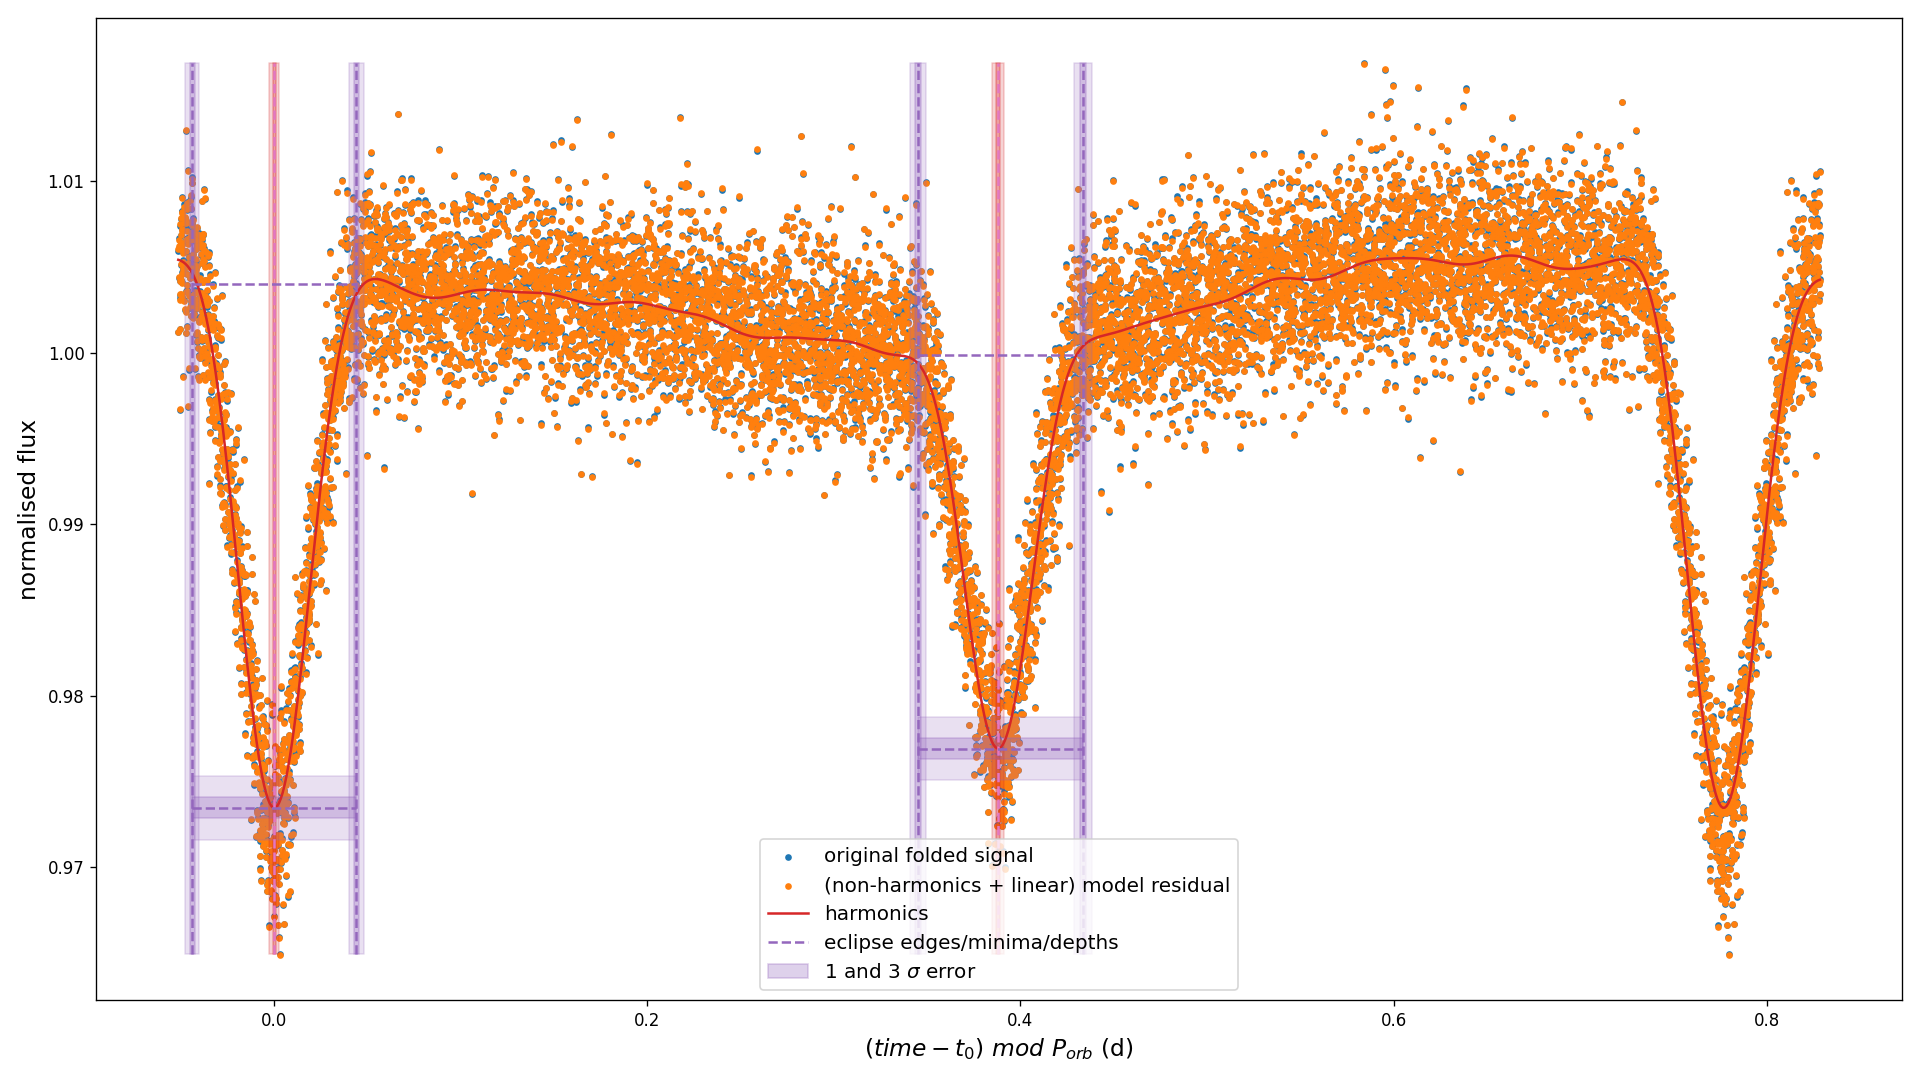 normalised flux
1.01
1.00
0.99
0.98
0.97
original folded signal
(non-harmonics + linear) model residual
harmonics
eclipse edges/minima/depths
1 and 3 σ error
0.0
0.2
0.4
0.6
0.8
(time − t₀) mod Pₒᵣb (d)